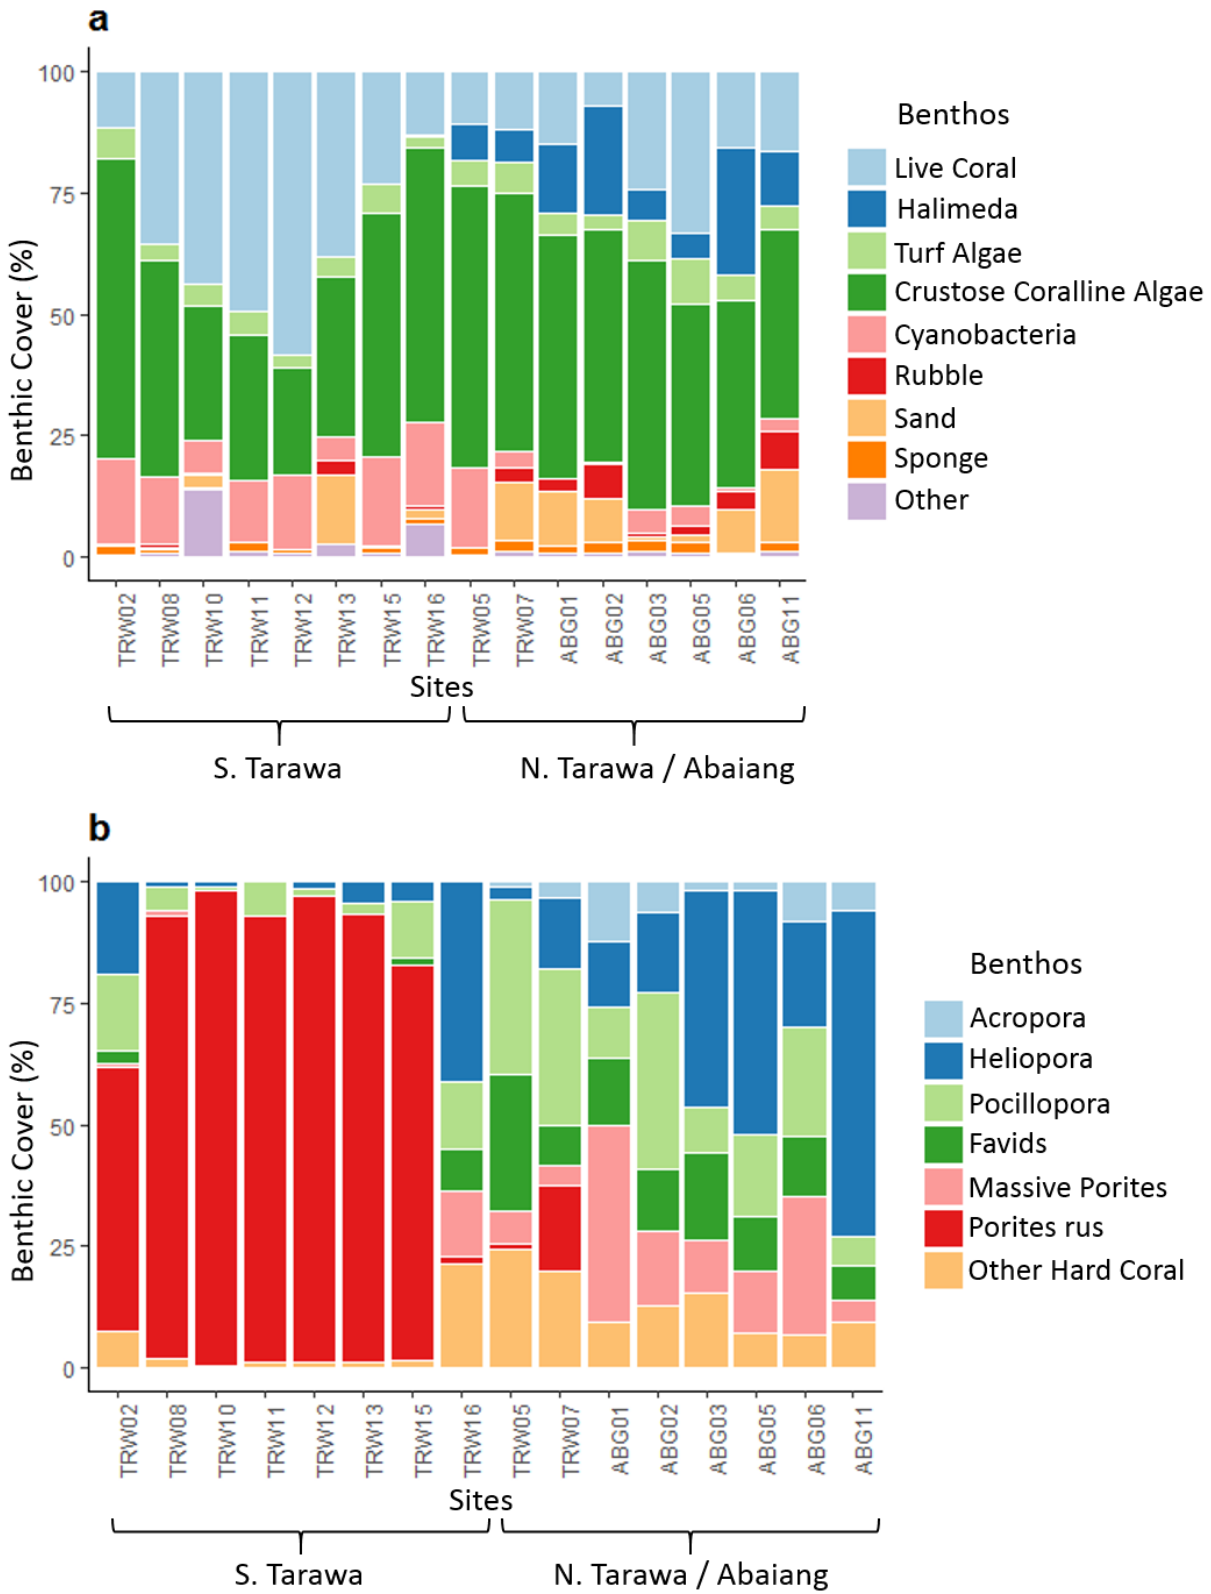 a
Benthic Cover (%)
100
75
50
25
0
TRW02
TRW08
TRW10
TRW11
TRW12
TRW13
TRW15
TRW16
TRW05
TRW07
ABG01
ABG02
ABG03
ABG05
ABG06
ABG11
Sites
S. Tarawa
N. Tarawa / Abaiang
Benthos
Live Coral
Halimeda
Turf Algae
Crustose Coralline Algae
Cyanobacteria
Rubble
Sand
Sponge
Other
b
Benthic Cover (%)
100
75
50
25
0
TRW02
TRW08
TRW10
TRW11
TRW12
TRW13
TRW15
TRW16
TRW05
TRW07
ABG01
ABG02
ABG03
ABG05
ABG06
ABG11
Sites
S. Tarawa
N. Tarawa / Abaiang
Benthos
Acropora
Heliopora
Pocillopora
Favids
Massive Porites
Porites rus
Other Hard Coral